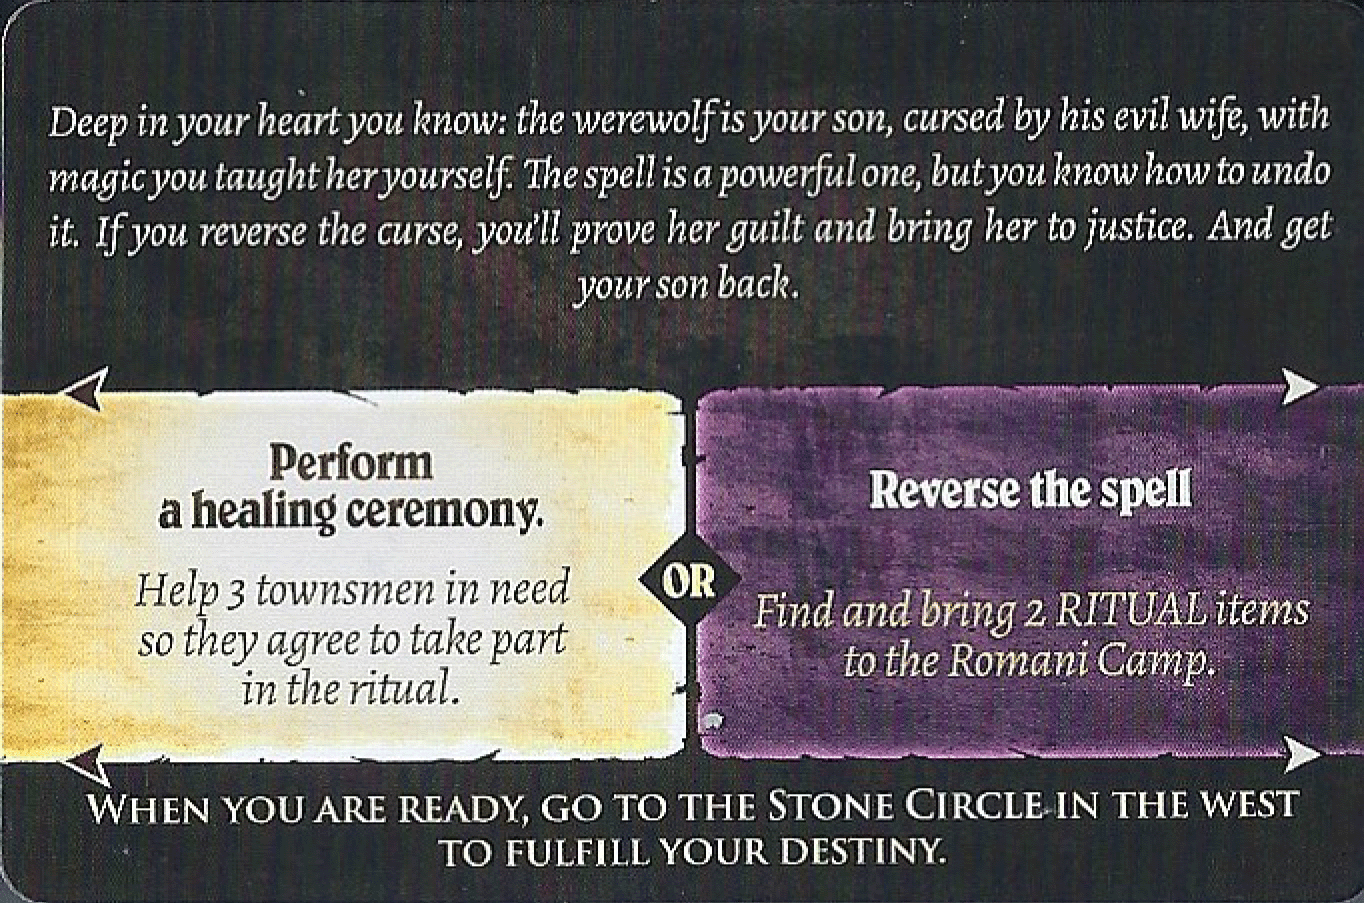 Deep in your heart you know: the werewolf is your son, cursed by his evil wife, with
magic you taught her yourself. The spell is a powerful one, but you know how to undo
it. If you reverse the curse, you'll prove her guilt and bring her to justice. And get
your son back.
Perform
a healing ceremony.
Help 3 townsmen in need
so they agree to take part
in the ritual.
OR
Reverse the spell
Find and bring 2 RITUAL items
to the Romani Camp.
WHEN YOU ARE READY, GO TO THE STONE CIRCLE IN THE WEST
TO FULFILL YOUR DESTINY.